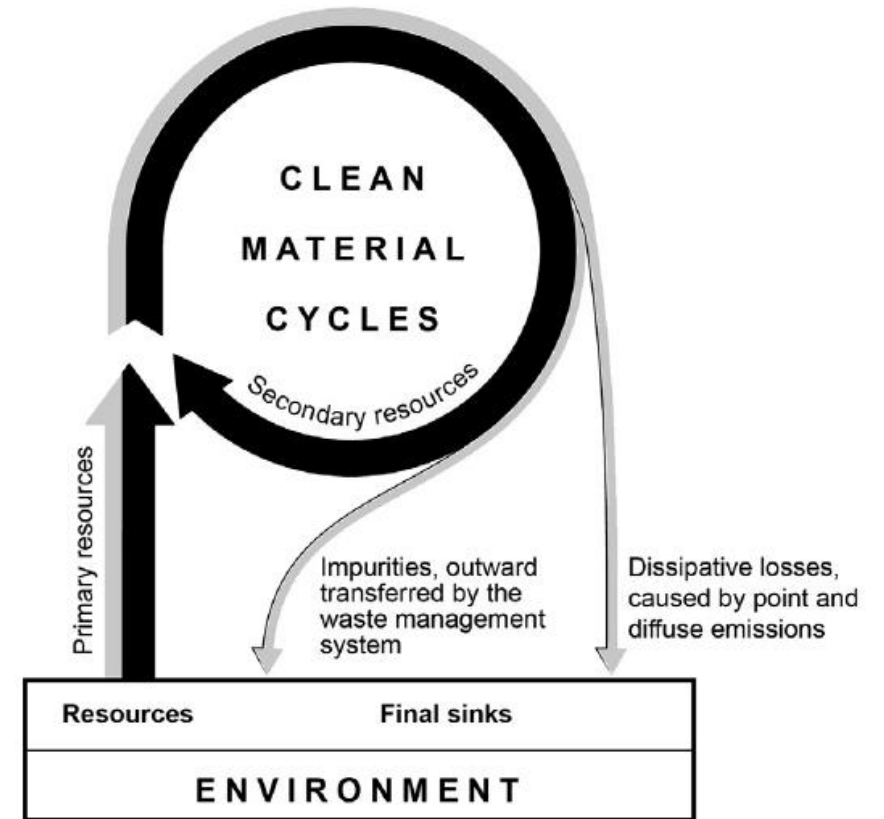 CLEAN
MATERIAL
CYCLES
Secondary resources
Primary resources
Impurities, outward
transferred by the
waste management
system
Dissipative losses,
caused by point and
diffuse emissions
Resources
Final sinks
ENVIRONMENT